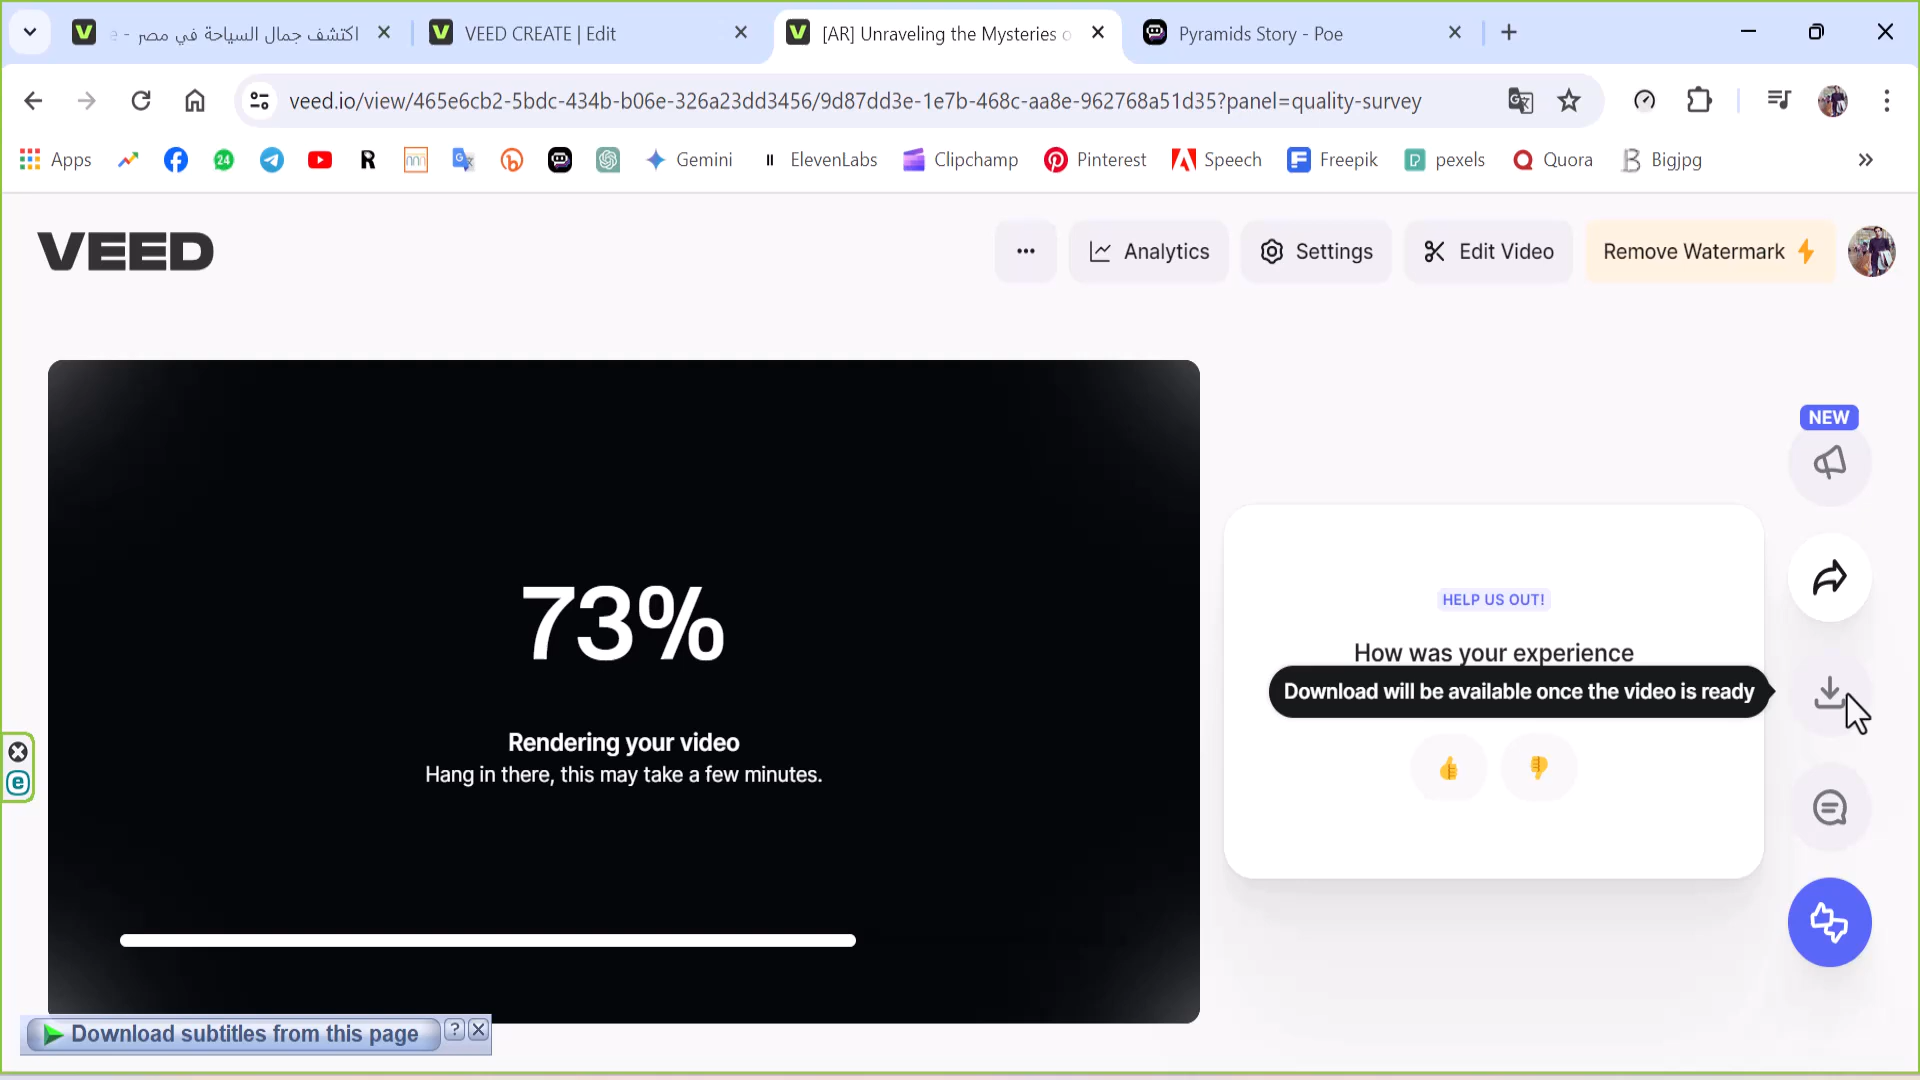 اكتشف جمال السياحة في مصر -
VEED CREATE | Edit
[AR] Unraveling the Mysteries
Pyramids Story - Poe
veed.io/view/465e6cb2-5bdc-434b-b06e-326a23dd3456/9d87dd3e-1e7b-468c-aa8e-962768a51d35?panel=quality-survey
Apps
24
Gemini
ElevenLabs
Clipchamp
Pinterest
Speech
Freepik
pexels
Quora
Bigjpg
VEED
Analytics
Settings
Edit Video
Remove Watermark
NEW
73%
Rendering your video
Hang in there, this may take a few minutes.
HELP US OUT!
How was your experience
Download will be available once the video is ready
Download subtitles from this page